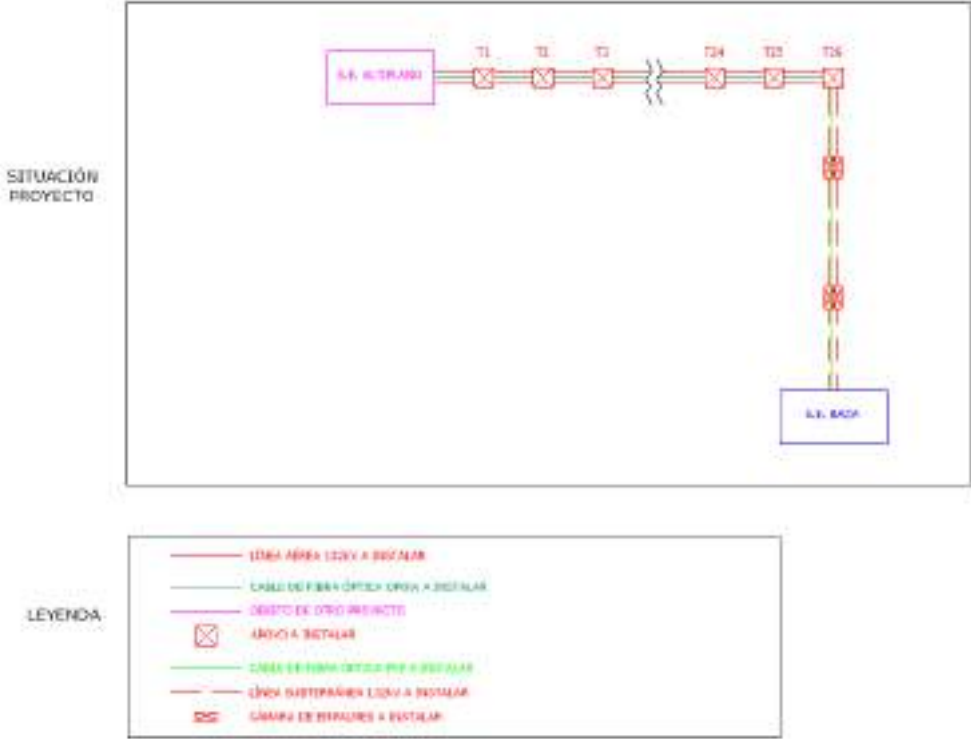 T1 T2 T3 T24 T25 T26
S.E. ALTIPLANO
SITUACIÓN
PROYECTO
S.E. BAZA
LEYENDA
LÍNEA AÉREA 132kV A INSTALAR
CABLE DE FIBRA ÓPTICA OPGW A INSTALAR
OBJETO DE OTRO PROYECTO
APOYO A INSTALAR
CABLE DE FIBRA ÓPTICA A INSTALAR
LÍNEA SUBTERRÁNEA 132kV A INSTALAR
CÁMARA DE EMPALMES A INSTALAR